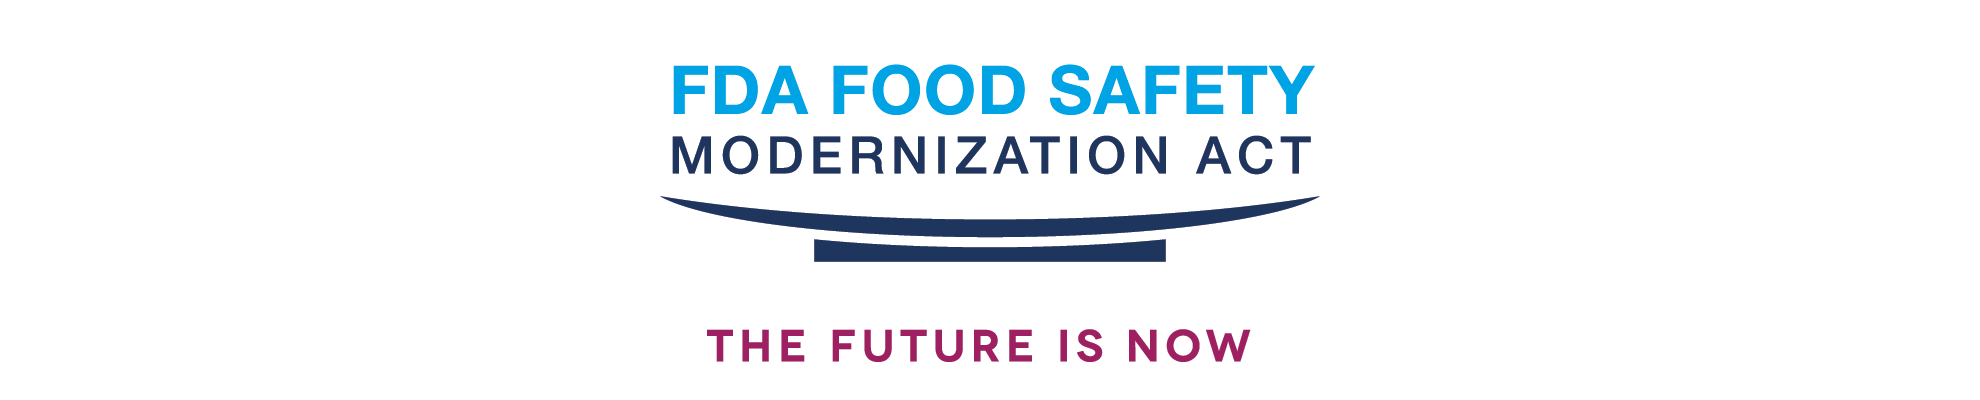 FDA FOOD SAFETY
MODERNIZATION ACT
THE FUTURE IS NOW